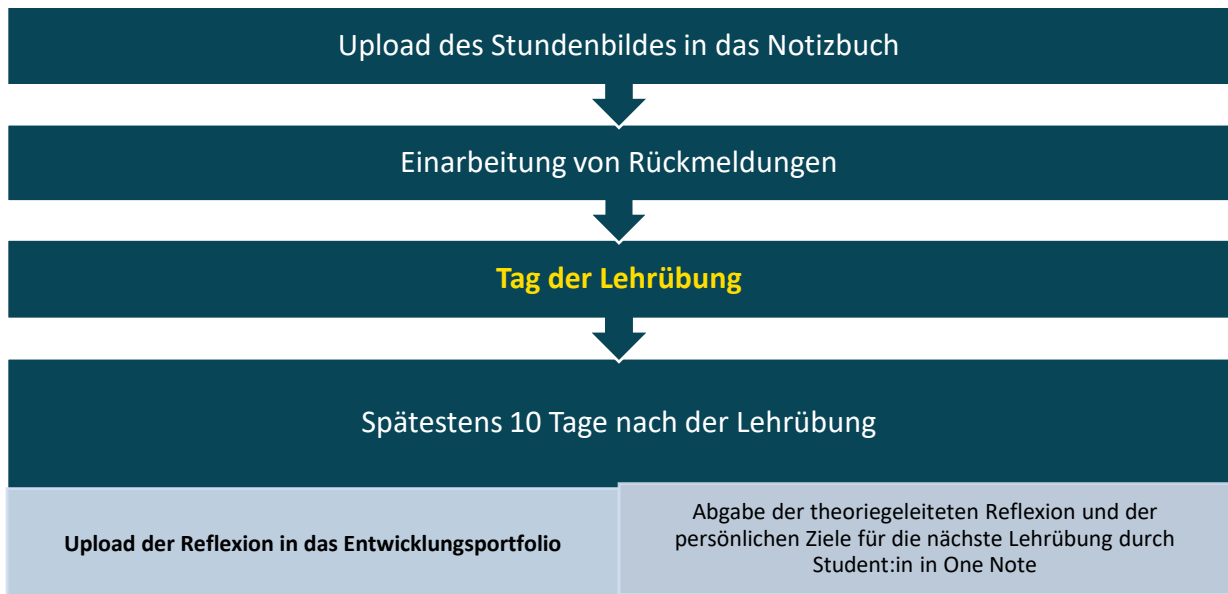 Upload des Stundenbildes in das Notizbuch
Einarbeitung von Rückmeldungen
Tag der Lehrübung
Spätestens 10 Tage nach der Lehrübung
Upload der Reflexion in das Entwicklungsportfolio
Abgabe der theoriegeleiteten Reflexion und der
persönlichen Ziele für die nächste Lehrübung durch
Student:in in One Note